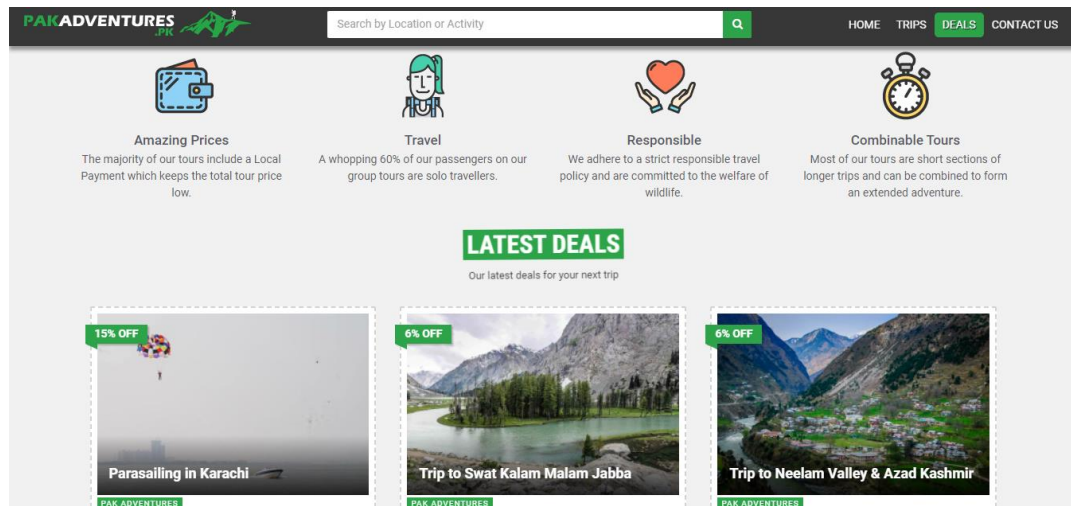 PAKADVENTURES
.PK
Search by Location or Activity
HOME TRIPS DEALS CONTACT US
Amazing Prices
The majority of our tours include a Local
Payment which keeps the total tour price
low.
Travel
A whopping 60% of our passengers on our
group tours are solo travellers.
Responsible
We adhere to a strict responsible travel
policy and are committed to the welfare of
wildlife.
Combinable Tours
Most of our tours are short sections of
longer trips and can be combined to form
an extended adventure.
LATEST DEALS
Our latest deals for your next trip
15% OFF
Parasailing in Karachi
PAK ADVENTURES
6% OFF
Trip to Swat Kalam Malam Jabba
PAK ADVENTURES
6% OFF
Trip to Neelam Valley & Azad Kashmir
PAK ADVENTURES